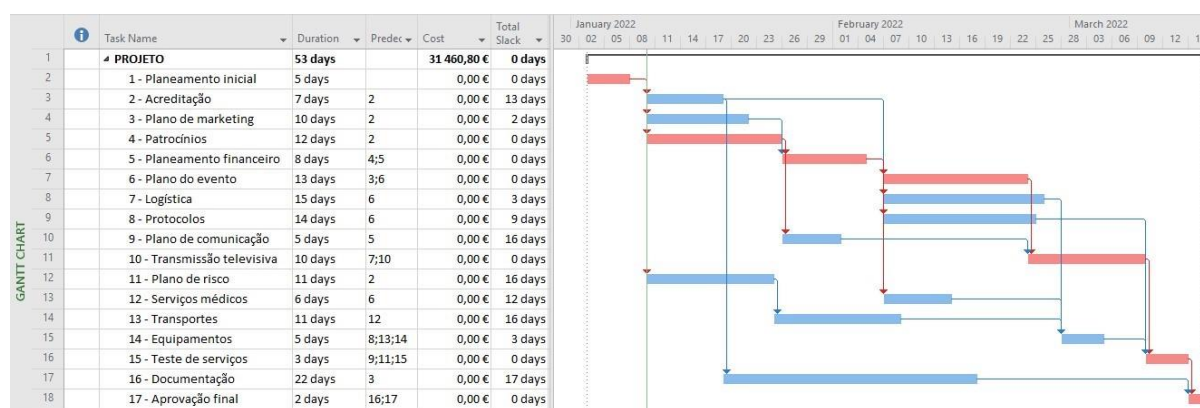 January 2022 February 2022 March 2022
Task Name Duration Predec Cost Total Slack 30 02 05 08 11 14 17 20 23 26 29 01 04 07 10 13 16 19 22 25 28 03 06 09 12
1 PROJETO 53 days 31 460,80 € 0 days
2 1 - Planeamento inicial 5 days 0,00 € 0 days
3 2 - Acreditação 7 days 2 0,00 € 13 days
4 3 - Plano de marketing 10 days 2 0,00 € 2 days
5 4 - Patrocínios 12 days 2 0,00 € 0 days
6 5 - Planeamento financeiro 8 days 4;5 0,00 € 0 days
7 6 - Plano do evento 13 days 3;6 0,00 € 0 days
8 7 - Logística 15 days 6 0,00 € 3 days
9 8 - Protocolos 14 days 6 0,00 € 9 days
10 9 - Plano de comunicação 5 days 5 0,00 € 16 days
11 10 - Transmissão televisiva 10 days 7;10 0,00 € 0 days
12 11 - Plano de risco 11 days 2 0,00 € 16 days
13 12 - Serviços médicos 6 days 6 0,00 € 12 days
14 13 - Transportes 11 days 12 0,00 € 16 days
15 14 - Equipamentos 5 days 8;13;14 0,00 € 3 days
16 15 - Teste de serviços 3 days 9;11;15 0,00 € 0 days
17 16 - Documentação 22 days 3 0,00 € 17 days
18 17 - Aprovação final 2 days 16;17 0,00 € 0 days
GANTT CHART